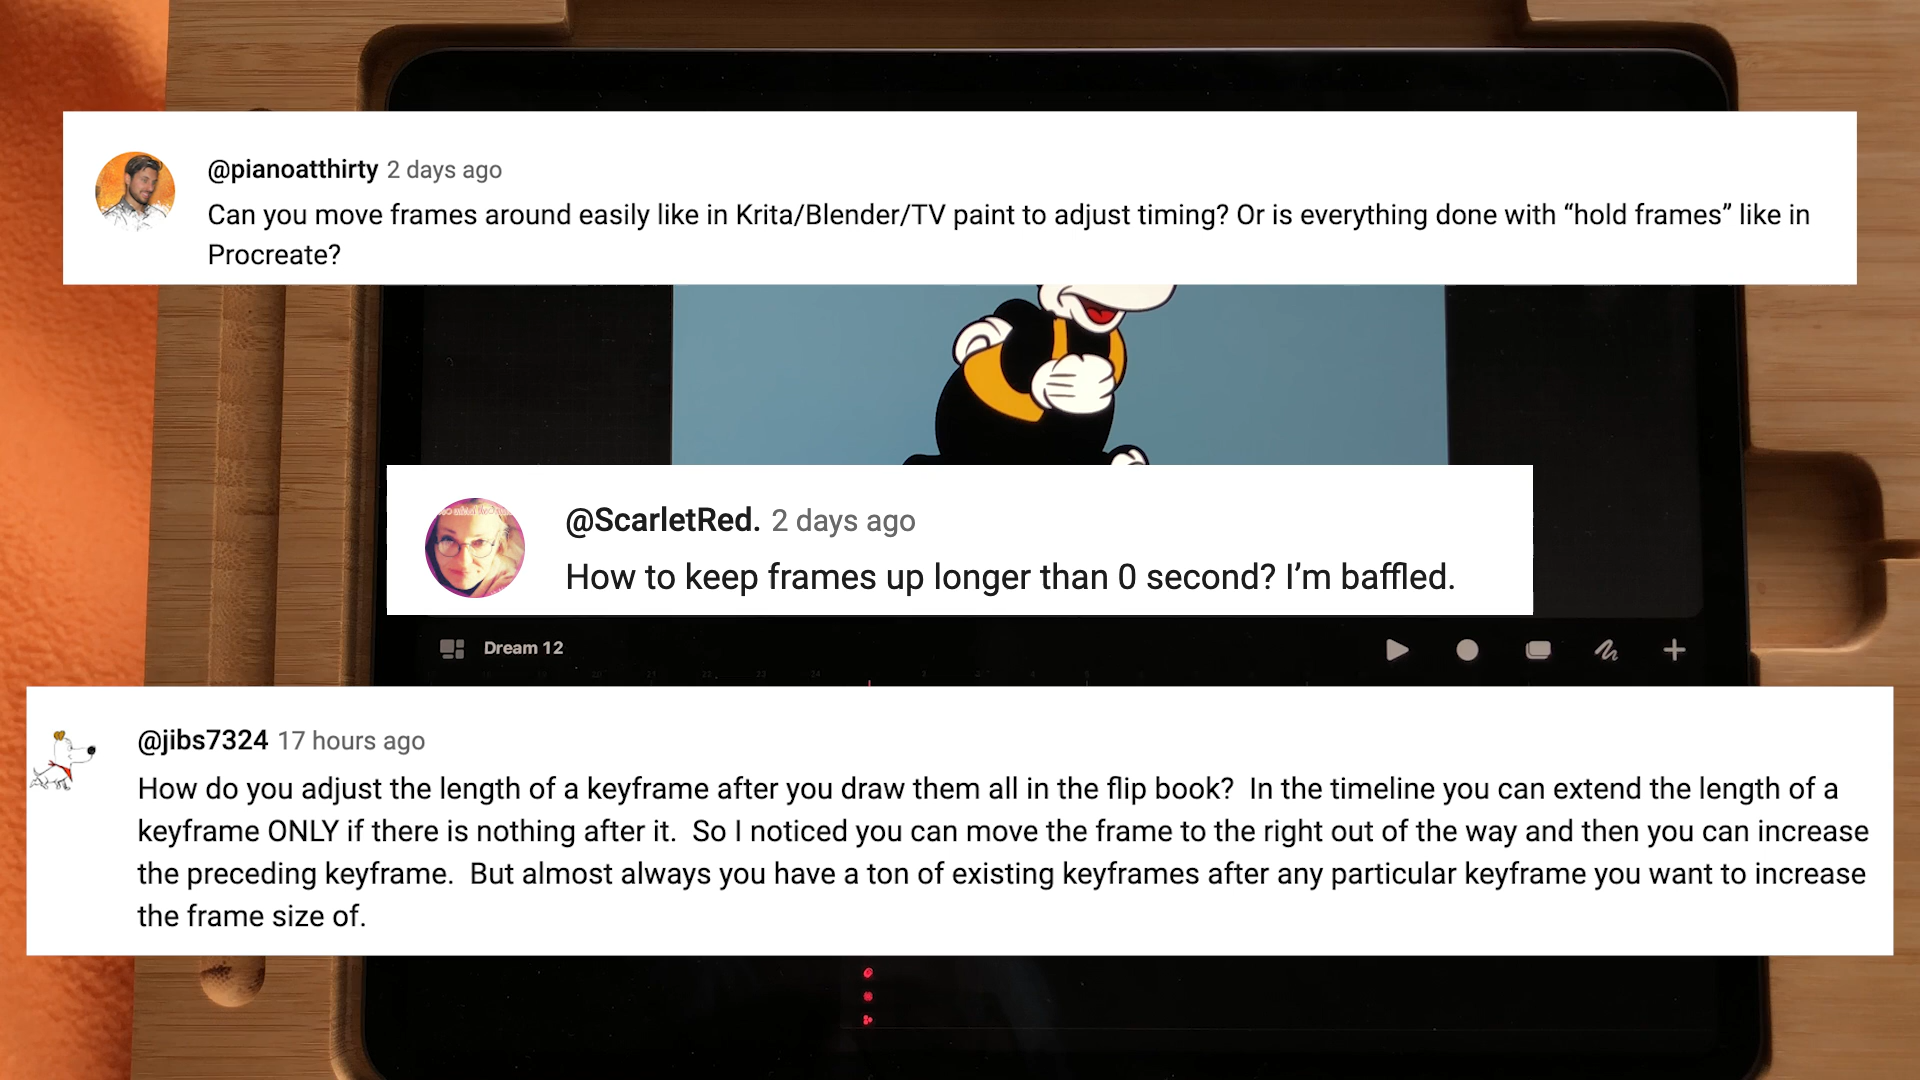 @pianoatthirty 2 days ago
Can you move frames around easily like in Krita/Blender/TV paint to adjust timing? Or is everything done with “hold frames” like in
Procreate?
@ScarletRed. 2 days ago
How to keep frames up longer than 0 second? I’m baffled.
Dream 12
@jibs7324 17 hours ago
How do you adjust the length of a keyframe after you draw them all in the flip book?  In the timeline you can extend the length of a
keyframe ONLY if there is nothing after it.  So I noticed you can move the frame to the right out of the way and then you can increase
the preceding keyframe.  But almost always you have a ton of existing keyframes after any particular keyframe you want to increase
the frame size of.